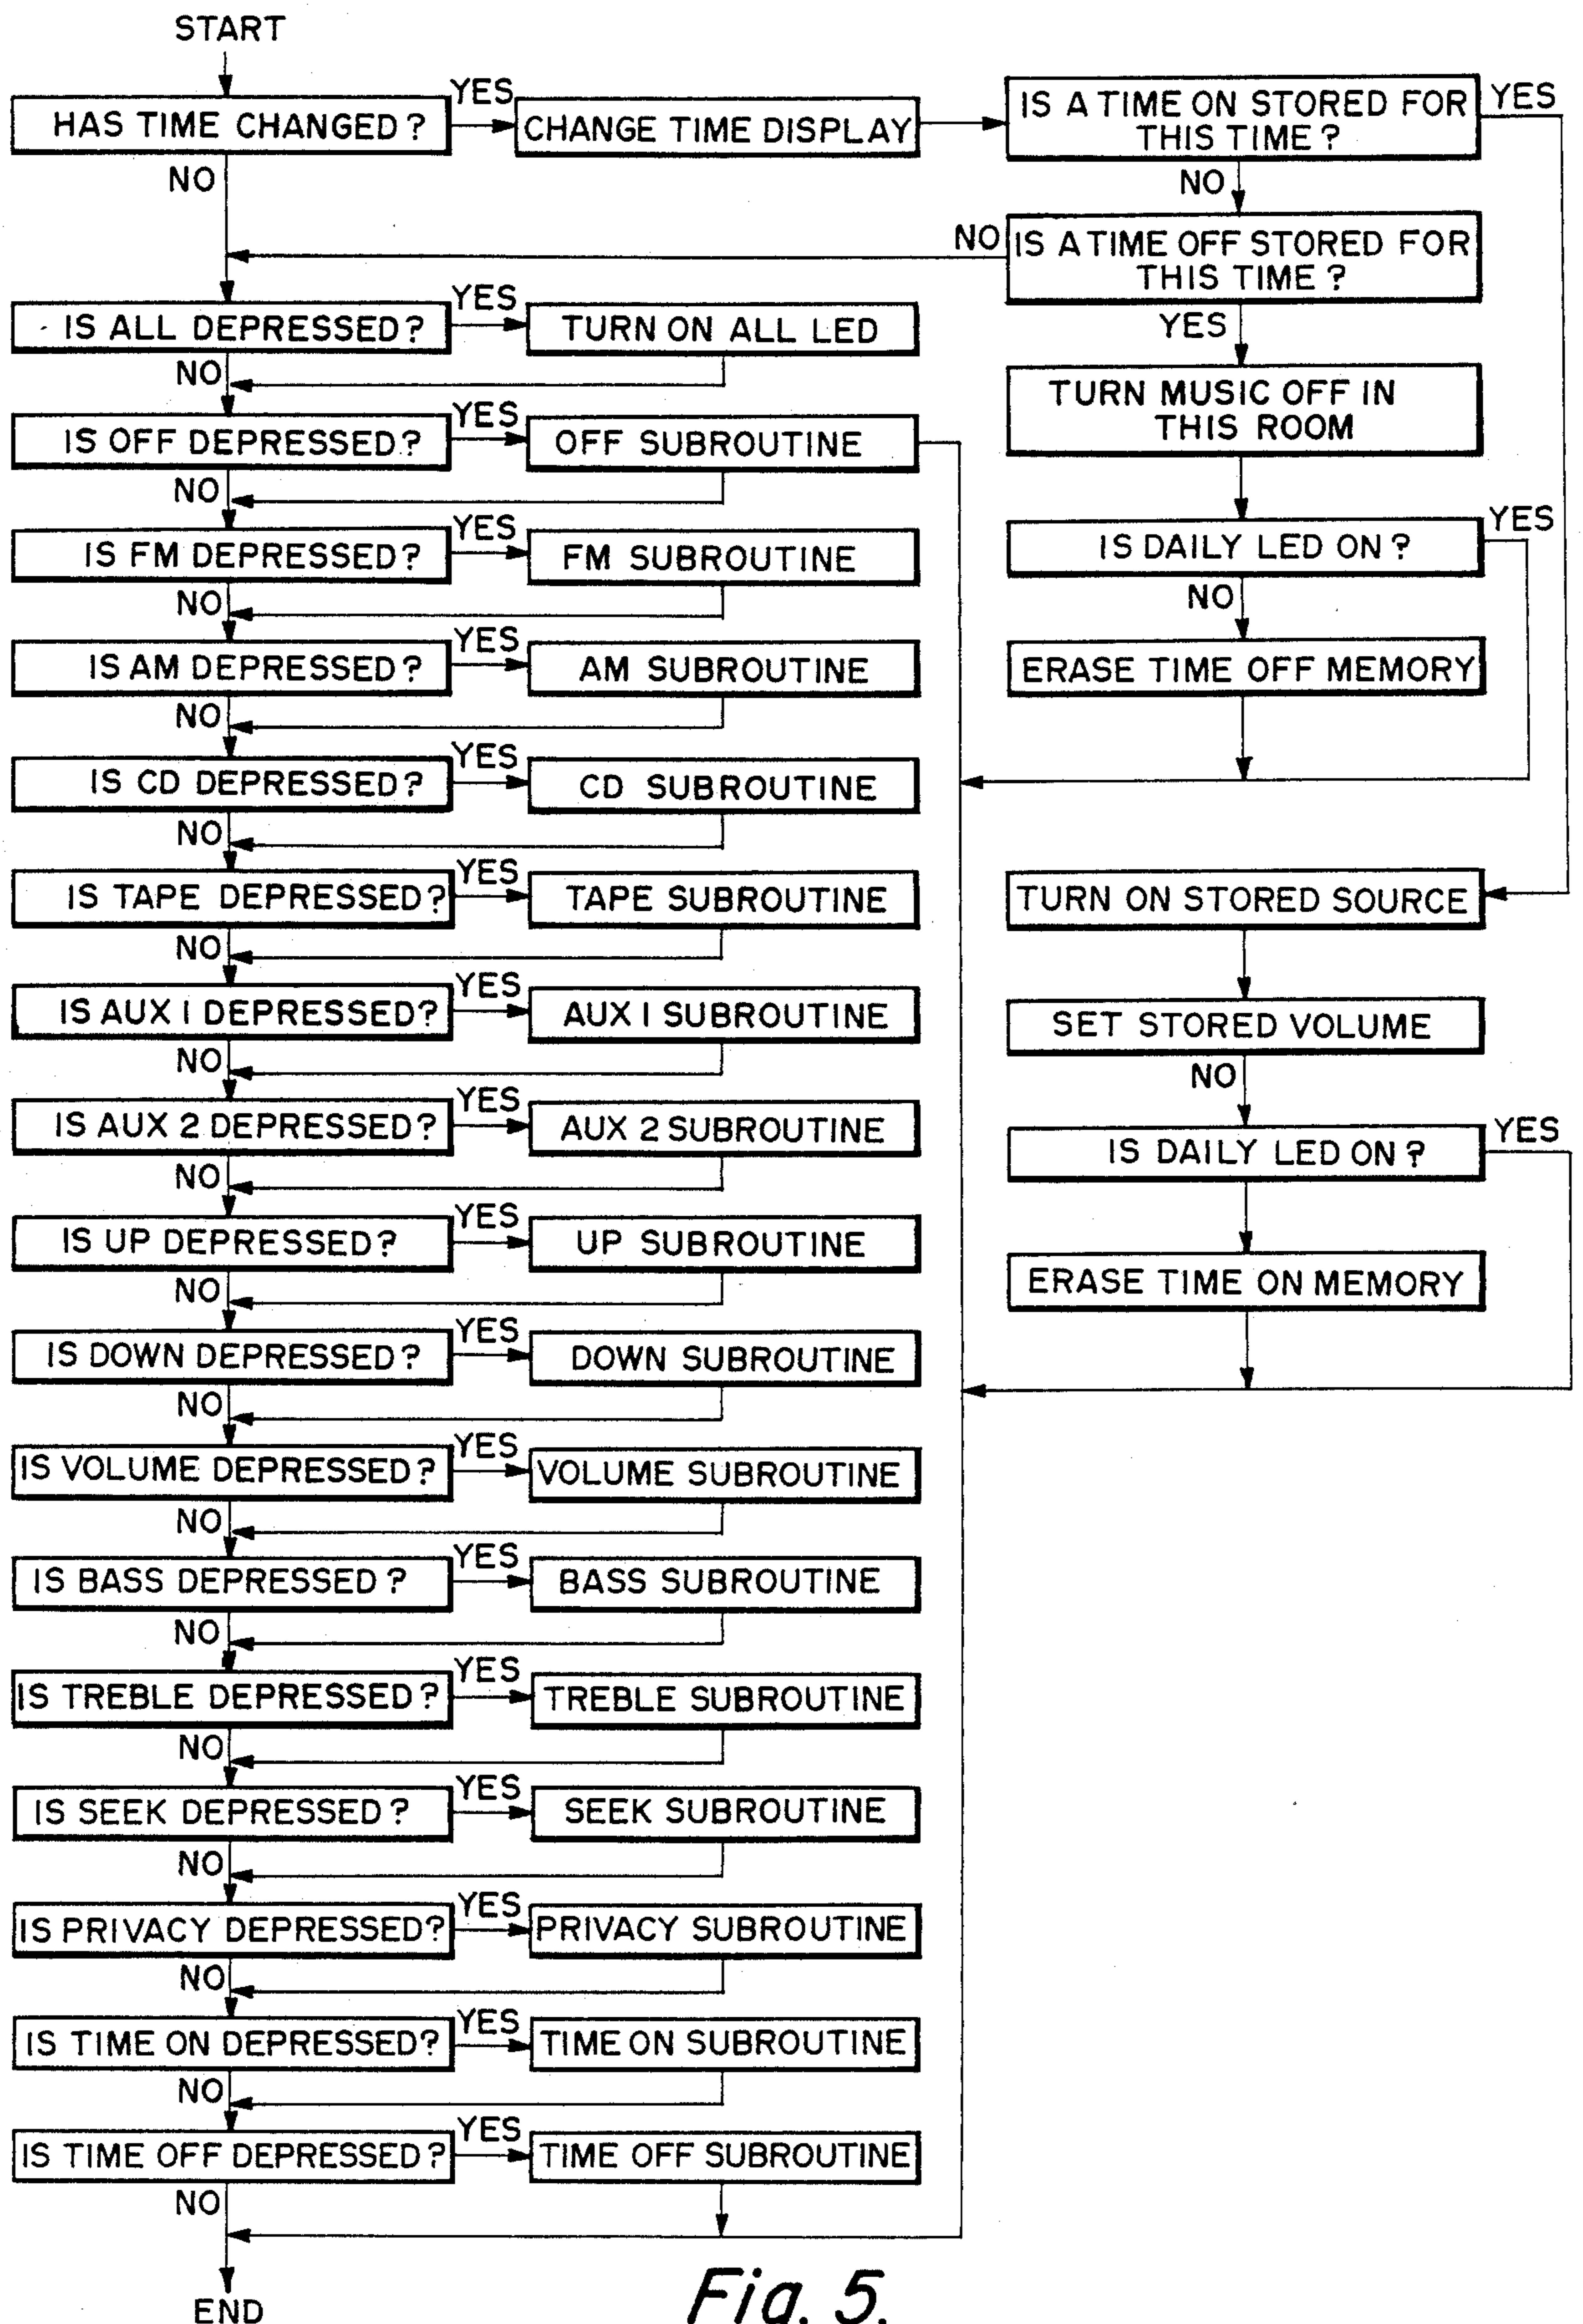 START
HAS TIME CHANGED?
YES
CHANGE TIME DISPLAY
IS A TIME ON STORED FOR
THIS TIME?
YES
NO
NO
NO
IS A TIME OFF STORED FOR
THIS TIME?
YES
IS ALL DEPRESSED?
YES
TURN ON ALL LED
NO
TURN MUSIC OFF IN
THIS ROOM
IS OFF DEPRESSED?
YES
OFF SUBROUTINE
NO
IS DAILY LED ON?
YES
NO
ERASE TIME OFF MEMORY
IS FM DEPRESSED?
YES
FM SUBROUTINE
NO
IS AM DEPRESSED?
YES
AM SUBROUTINE
NO
IS CD DEPRESSED?
YES
CD SUBROUTINE
NO
IS TAPE DEPRESSED?
YES
TAPE SUBROUTINE
NO
TURN ON STORED SOURCE
SET STORED VOLUME
NO
IS DAILY LED ON?
YES
ERASE TIME ON MEMORY
IS AUX 1 DEPRESSED?
YES
AUX 1 SUBROUTINE
NO
IS AUX 2 DEPRESSED?
YES
AUX 2 SUBROUTINE
NO
IS UP DEPRESSED?
YES
UP SUBROUTINE
NO
IS DOWN DEPRESSED?
YES
DOWN SUBROUTINE
NO
IS VOLUME DEPRESSED?
YES
VOLUME SUBROUTINE
NO
IS BASS DEPRESSED?
YES
BASS SUBROUTINE
NO
IS TREBLE DEPRESSED?
YES
TREBLE SUBROUTINE
NO
IS SEEK DEPRESSED?
YES
SEEK SUBROUTINE
NO
IS PRIVACY DEPRESSED?
YES
PRIVACY SUBROUTINE
NO
IS TIME ON DEPRESSED?
YES
TIME ON SUBROUTINE
NO
IS TIME OFF DEPRESSED?
YES
TIME OFF SUBROUTINE
NO
END
Fig. 5.